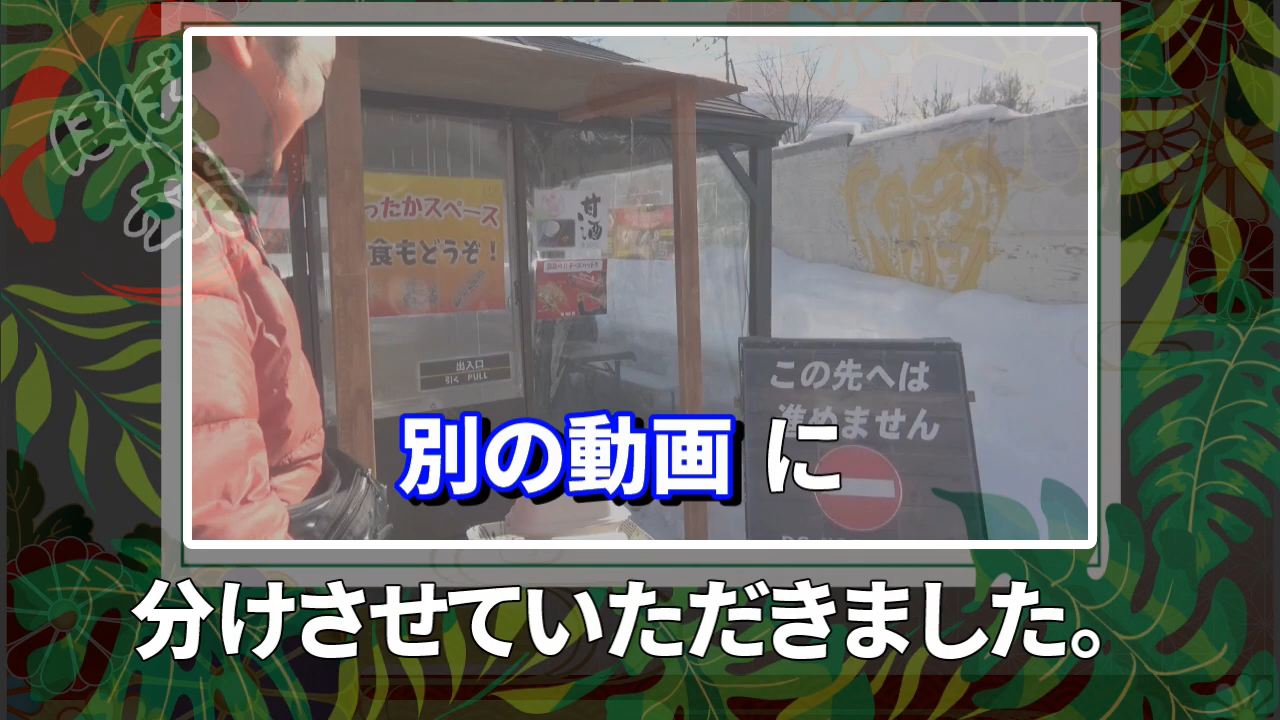 ったかスペース
食もどうぞ！
甘酒
出入口
引く PULL
この先へは
進めません
別の動画 に
分けさせていただきました。